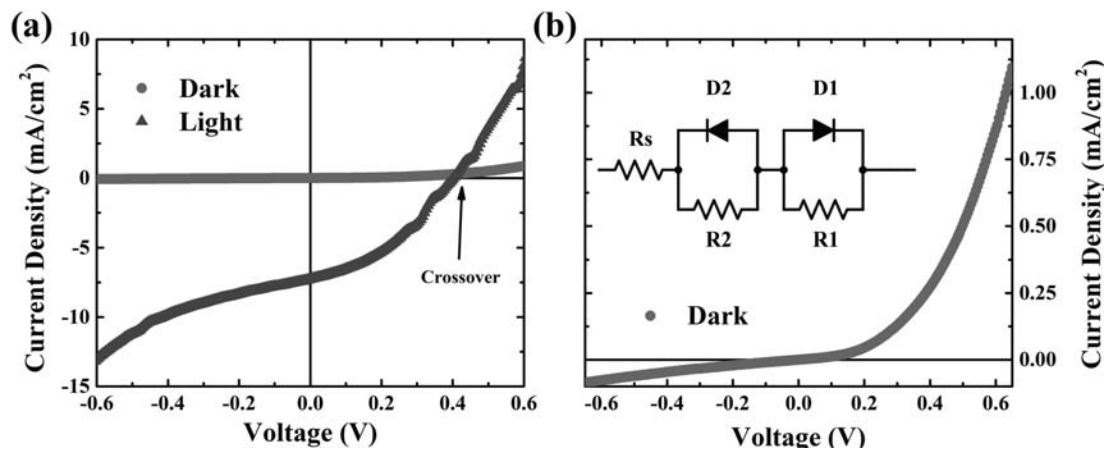 (a)
10
5
0
-5
-10
-15
Current Density (mA/cm²)
Dark
Light
Crossover
-0.6 -0.4 -0.2 0.0 0.2 0.4 0.6
Voltage (V)
(b)
D2 D1
Rs
R2 R1
Dark
1.00
0.75
0.50
0.25
0.00
Current Density (mA/cm²)
-0.6 -0.4 -0.2 0.0 0.2 0.4 0.6
Voltage (V)